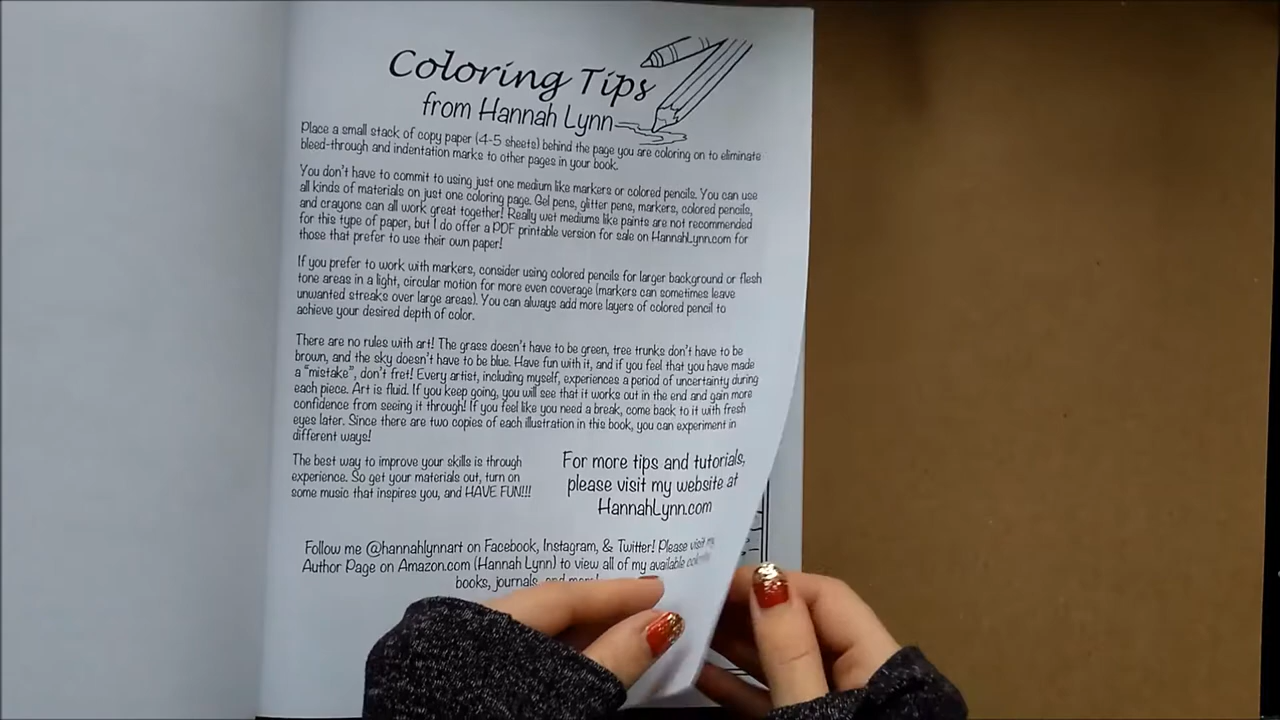 Coloring Tips
from Hannah Lynn
Place a small stack of copy paper (4-5 sheets) behind the page you are coloring on to eliminate
bleed-through and indentation marks to other pages in your book.
You don't have to commit to using just one medium like markers or colored pencils. You can use
all kinds of materials on just one coloring page. Gel pens, glitter pens, markers, colored pencils,
and crayons can all work great together! Really wet mediums like paints are not recommended
for this type of paper, but I do offer a PDF printable version for sale on HannahLynn.com for
those that prefer to use their own paper!
If you prefer to work with markers, consider using colored pencils for larger background or flesh
tone areas in a light, circular motion for more even coverage (markers can sometimes leave
unwanted streaks over large areas). You can always add more layers of colored pencil to
achieve your desired depth of color.
There are no rules with art! The grass doesn't have to be green, tree trunks don't have to be
brown, and the sky doesn't have to be blue. Have fun with it, and if you feel that you have made
a "mistake", don't fret! Every artist, including myself, experiences a period of uncertainty during
each piece. Art is fluid. If you keep going, you will see that it works out in the end and gain more
confidence from seeing it through! If you feel like you need a break, come back to it with fresh
eyes later. Since there are two copies of each illustration in this book, you can experiment in
different ways!
The best way to improve your skills is through
experience. So get your materials out, turn on
some music that inspires you, and HAVE FUN!!!
For more tips and tutorials,
please visit my website at
HannahLynn.com
Follow me @hannahlynnart on Facebook, Instagram, & Twitter! Please visit my
Author Page on Amazon.com (Hannah Lynn) to view all of my available coloring
books, journals, and more!